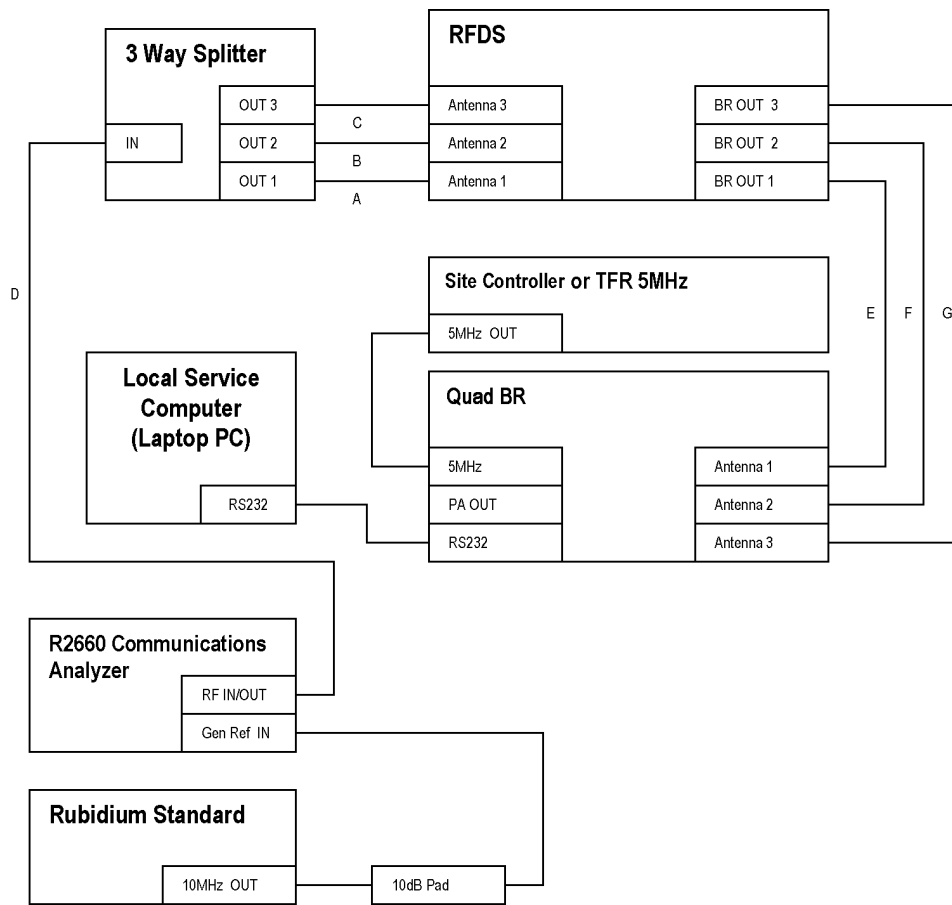 3 Way Splitter
OUT 3
IN
OUT 2
OUT 1
C
B
A
RFDS
Antenna 3
BR OUT 3
Antenna 2
BR OUT 2
Antenna 1
BR OUT 1
D
Site Controller or TFR 5MHz
5MHz OUT
E
F
G
Local Service
Computer
(Laptop PC)
RS232
Quad BR
5MHz
Antenna 1
PA OUT
Antenna 2
RS232
Antenna 3
R2660 Communications
Analyzer
RF IN/OUT
Gen Ref IN
Rubidium Standard
10MHz OUT
10dB Pad